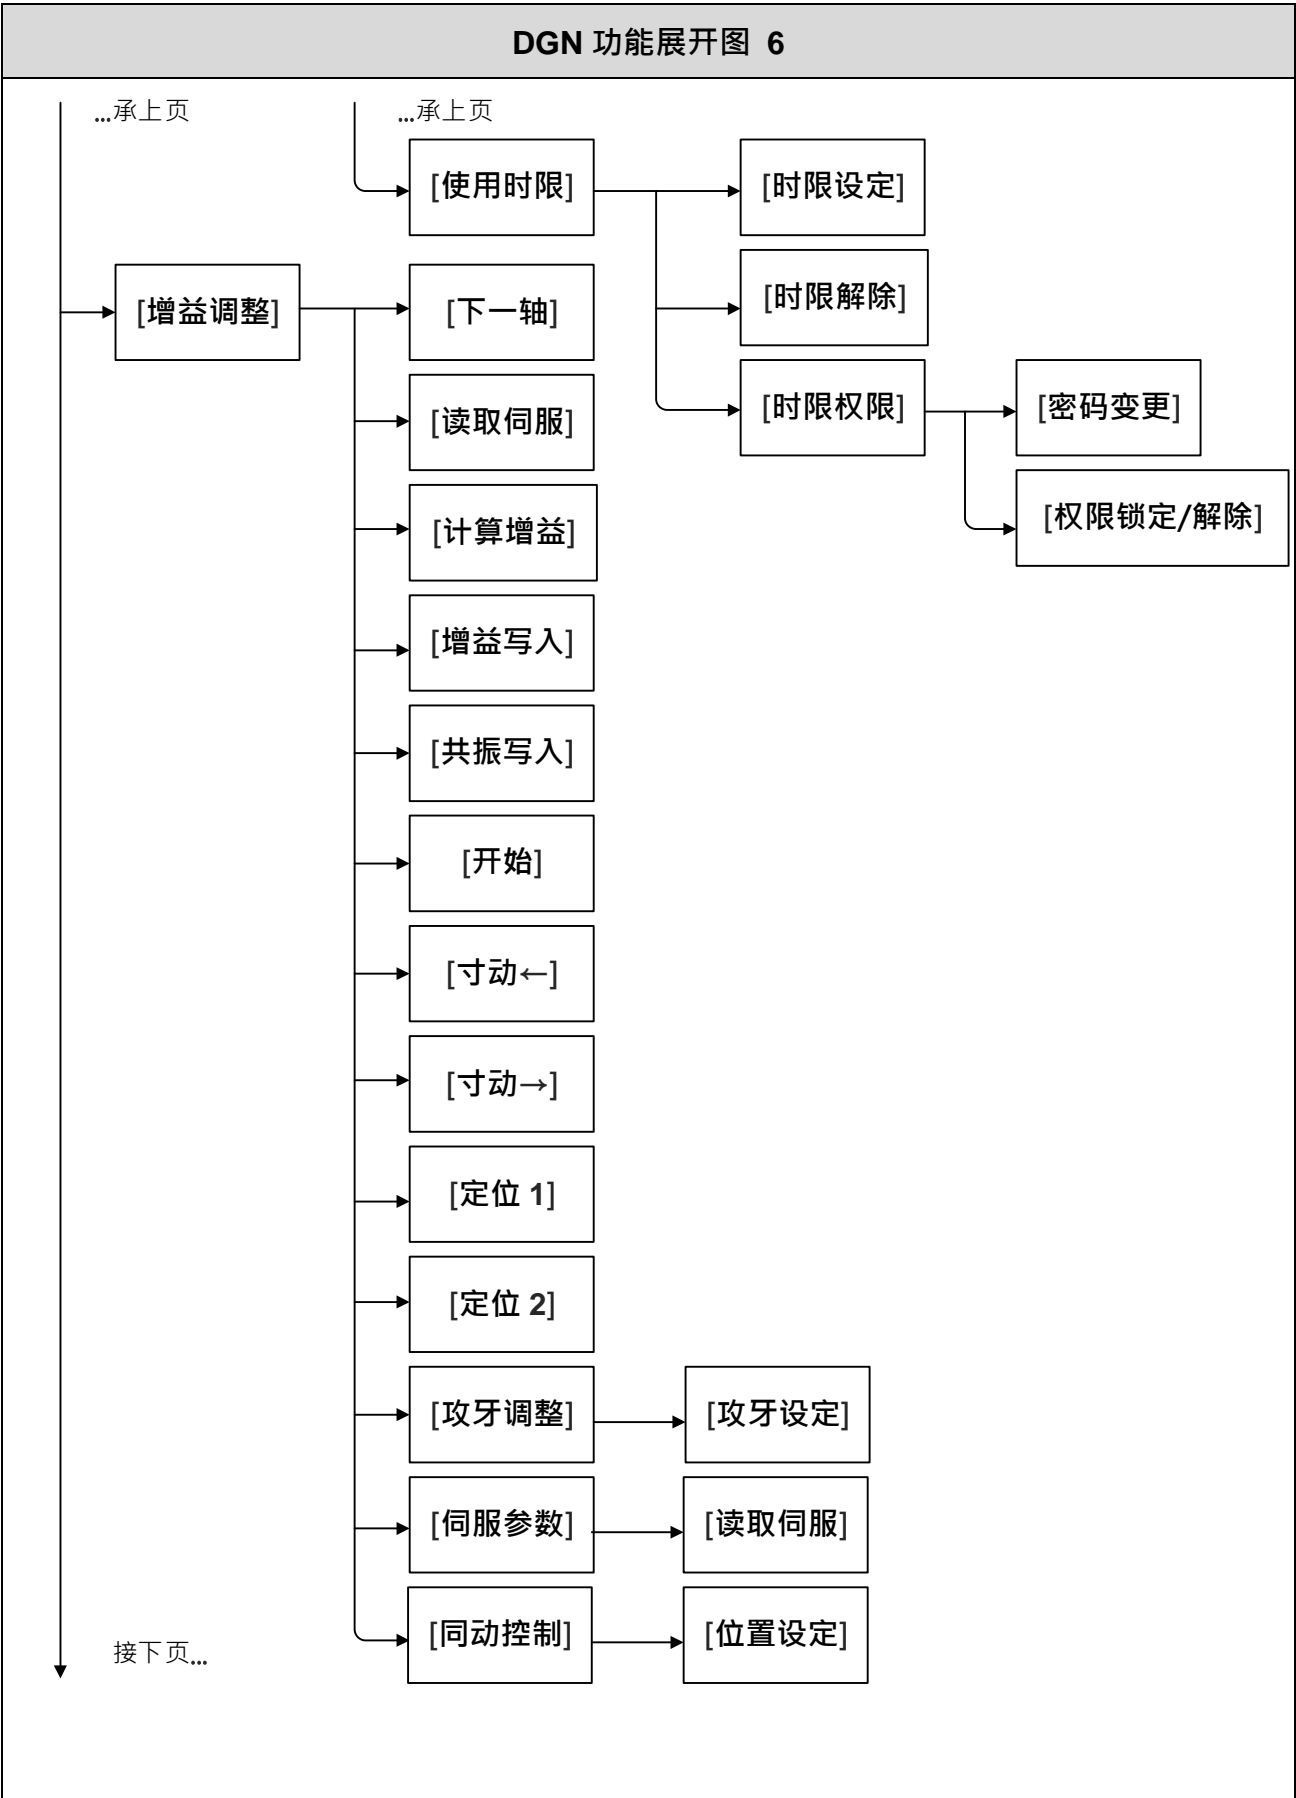 DGN 功能展开图 6
...承上页
...承上页
[使用时限]
[时限设定]
[时限解除]
[增益调整]
[下一轴]
[时限权限]
[密码变更]
[读取伺服]
[计算增益]
[权限锁定/解除]
[增益写入]
[共振写入]
[开始]
[寸动←]
[寸动→]
[定位 1]
[定位 2]
[攻牙调整]
[攻牙设定]
[伺服参数]
[读取伺服]
[同动控制]
[位置设定]
接下页...